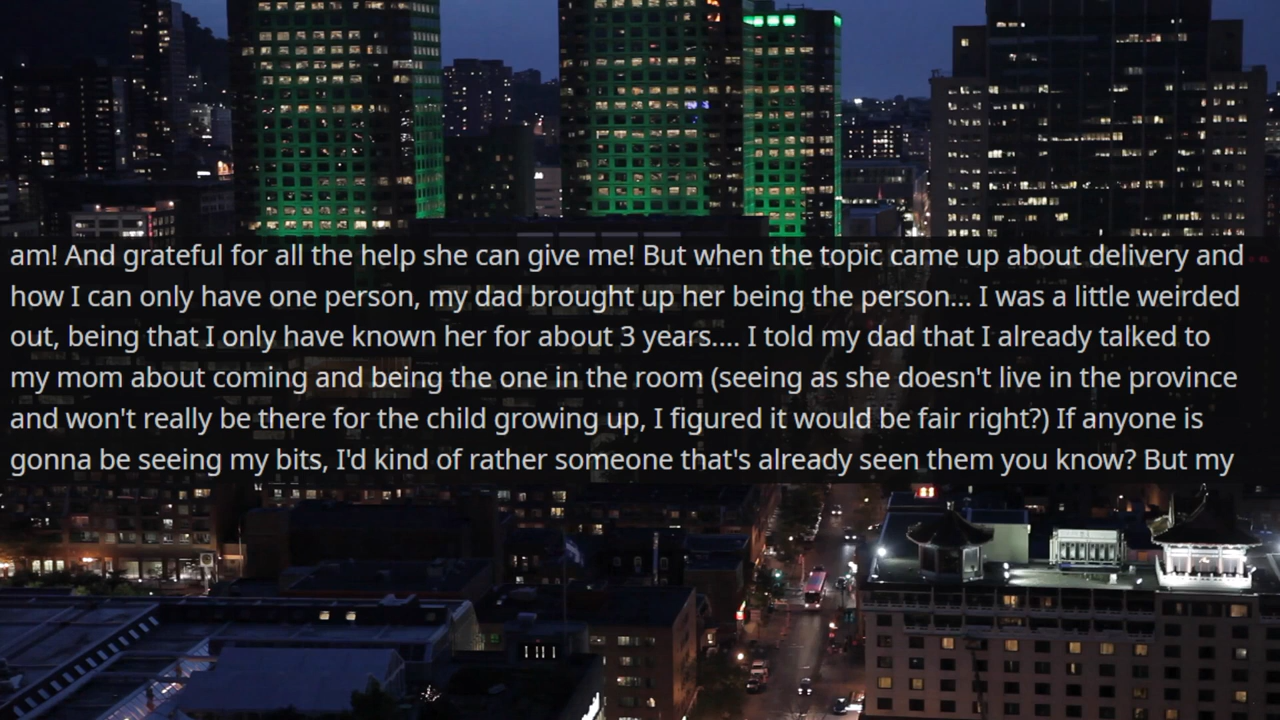 am! And grateful for all the help she can give me! But when the topic came up about delivery and
how I can only have one person, my dad brought up her being the person... I was a little weirded
out, being that I only have known her for about 3 years.... I told my dad that I already talked to
my mom about coming and being the one in the room (seeing as she doesn't live in the province
and won't really be there for the child growing up, I figured it would be fair right?) If anyone is
gonna be seeing my bits, I'd kind of rather someone that's already seen them you know? But my